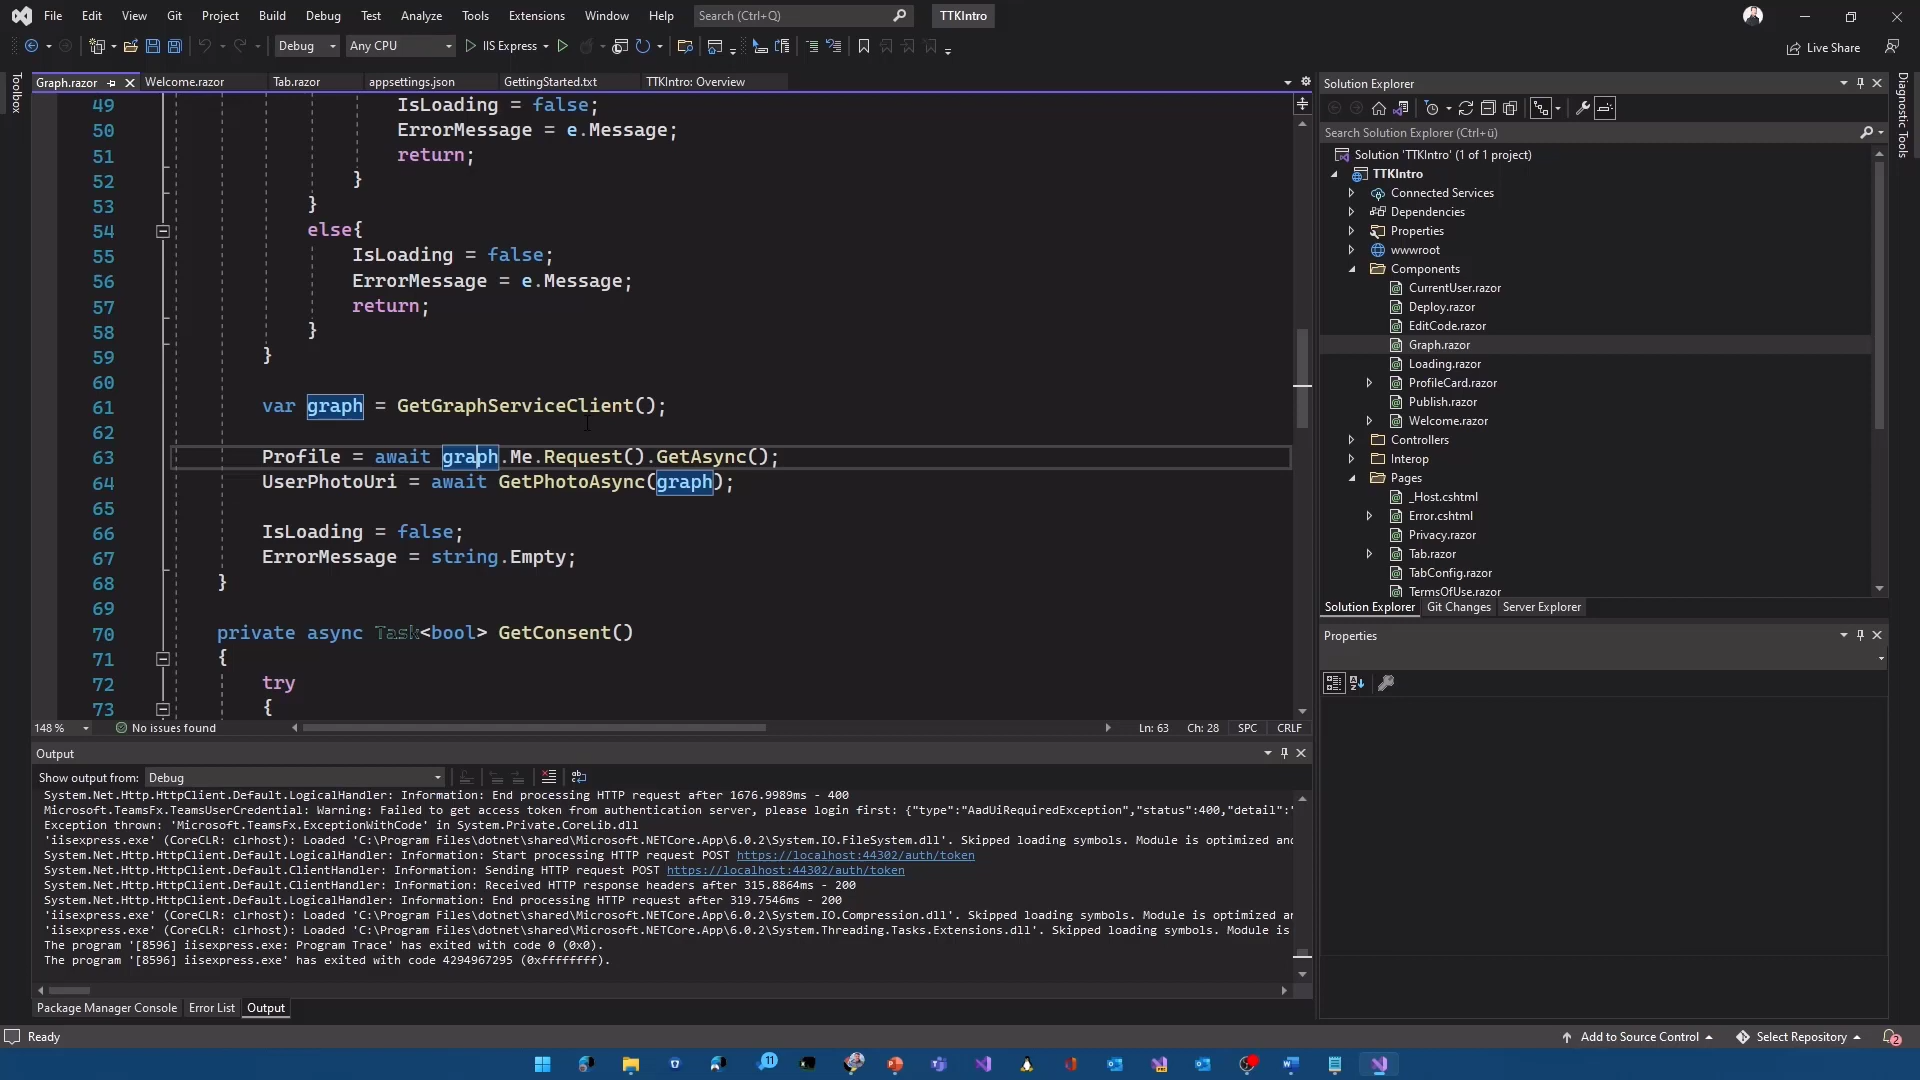 File Edit View Git Project Build Debug Test Analyze Tools Extensions Window Help Search (Ctrl+Q) TTKIntro
Debug Any CPU IIS Express Live Share
Toolbox
Graph.razor Welcome.razor Tab.razor appsettings.json GettingStarted.txt TTKIntro: Overview
49 IsLoading = false;
50 ErrorMessage = e.Message;
51 return;
52 }
53 }
54 else{
55 IsLoading = false;
56 ErrorMessage = e.Message;
57 return;
58 }
59 }
60
61 var graph = GetGraphServiceClient();
62
63 Profile = await graph.Me.Request().GetAsync();
64 UserPhotoUri = await GetPhotoAsync(graph);
65
66 IsLoading = false;
67 ErrorMessage = string.Empty;
68 }
69
70 private async Task<bool> GetConsent()
71 {
72 try
73 {
148 % No issues found Ln: 63 Ch: 28 SPC CRLF
Output
Show output from: Debug
System.Net.Http.HttpClient.Default.LogicalHandler: Information: End processing HTTP request after 1676.9989ms - 400
Microsoft.TeamsFx.TeamsUserCredential: Warning: Failed to get access token from authentication server, please login first: {"type":"AadUiRequiredException","status":400,"detail":"
Exception thrown: 'Microsoft.TeamsFx.ExceptionWithCode' in System.Private.CoreLib.dll
'iisexpress.exe' (CoreCLR: clrhost): Loaded 'C:\Program Files\dotnet\shared\Microsoft.NETCore.App\6.0.2\System.IO.FileSystem.dll'. Skipped loading symbols. Module is optimized and
System.Net.Http.HttpClient.Default.LogicalHandler: Information: Start processing HTTP request POST https://localhost:44302/auth/token
System.Net.Http.HttpClient.Default.ClientHandler: Information: Sending HTTP request POST https://localhost:44302/auth/token
System.Net.Http.HttpClient.Default.ClientHandler: Information: Received HTTP response headers after 315.8864ms - 200
System.Net.Http.HttpClient.Default.LogicalHandler: Information: End processing HTTP request after 319.7546ms - 200
'iisexpress.exe' (CoreCLR: clrhost): Loaded 'C:\Program Files\dotnet\shared\Microsoft.NETCore.App\6.0.2\System.IO.Compression.dll'. Skipped loading symbols. Module is optimized an
'iisexpress.exe' (CoreCLR: clrhost): Loaded 'C:\Program Files\dotnet\shared\Microsoft.NETCore.App\6.0.2\System.Threading.Tasks.Extensions.dll'. Skipped loading symbols. Module is
The program '[8596] iisexpress.exe: Program Trace' has exited with code 0 (0x0).
The program '[8596] iisexpress.exe' has exited with code 4294967295 (0xffffffff).
Package Manager Console Error List Output
Solution Explorer
Search Solution Explorer (Ctrl+ü)
Solution 'TTKIntro' (1 of 1 project)
TTKIntro
Connected Services
Dependencies
Properties
wwwroot
Components
CurrentUser.razor
Deploy.razor
EditCode.razor
Graph.razor
Loading.razor
ProfileCard.razor
Publish.razor
Welcome.razor
Controllers
Interop
Pages
_Host.cshtml
Error.cshtml
Privacy.razor
Tab.razor
TabConfig.razor
TermsOfUse.razor
Solution Explorer Git Changes Server Explorer
Properties
Diagnostic Tools
Ready Add to Source Control Select Repository 2
11